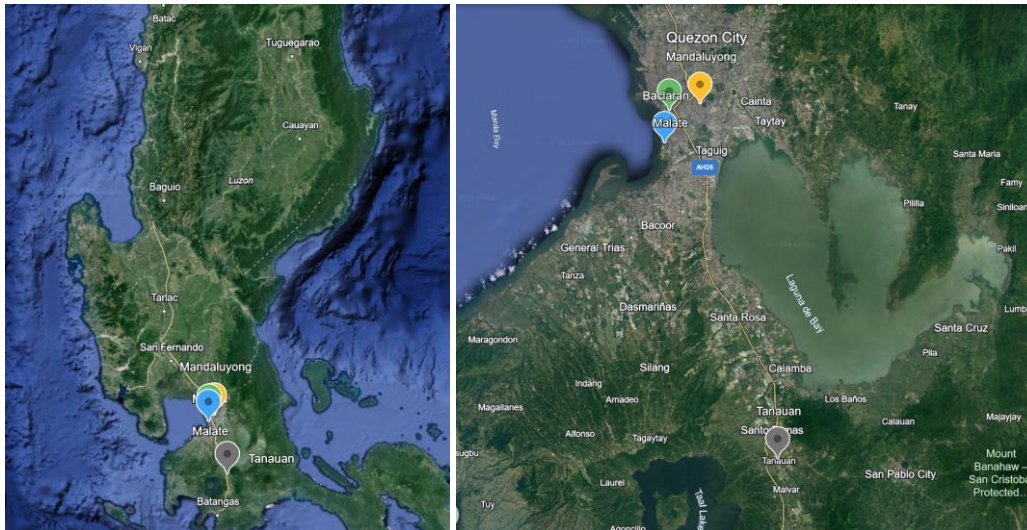 Batac
Vigan
Tuguegarao
Cauayan
Luzon
Baguio
Tarlac
San Fernando
Mandaluyong
Malate
Tanauan
Batangas
Quezon City
Mandaluyong
Baclaran
Cainta
Malate
Taytay
Tanay
Manila Bay
Taguig
AH26
Santa Maria
Famy
Siniloan
Pililla
Bacoor
General Trias
Pakil
Tanza
Laguna de Bay
Dasmariñas
Santa Rosa
Lumba
Santa Cruz
Maragondon
Pila
Silang
Calamba
Indang
Amadeo
Los Baños
Magallanes
Tanauan
Calauan
Majayjay
Alfonso
Tagaytay
Tanauan
sugbu
Laurel
San Pablo City
Mount
Banahaw –
San Cristoba
Protected...
Malvar
Tuy
Taal Lake
Agoncillo